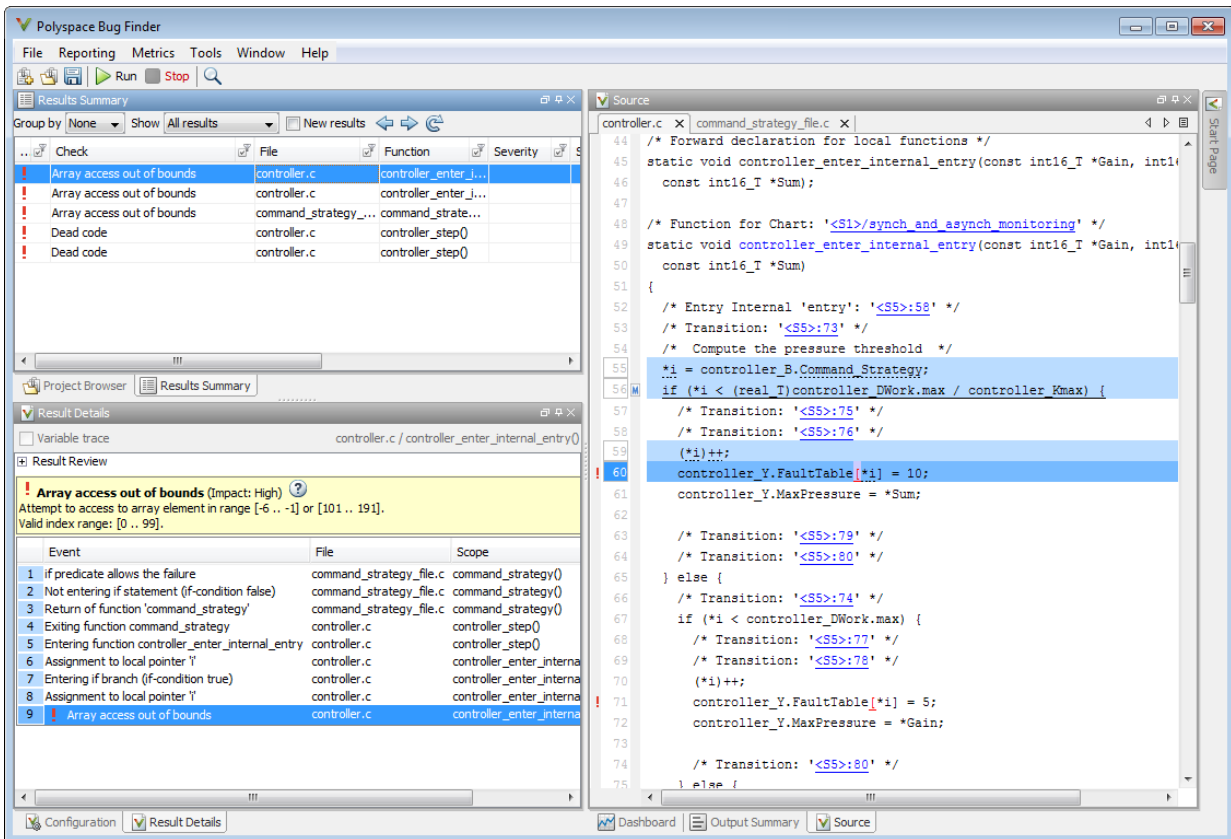 Polyspace Bug Finder
File Reporting Metrics Tools Window Help
Run Stop
Results Summary
Group by None Show All results New results
.. Check File Function Severity S
! Array access out of bounds controller.c controller_enter_i...
! Array access out of bounds controller.c controller_enter_i...
! Array access out of bounds command_strategy_... command_strate...
! Dead code controller.c controller_step()
! Dead code controller.c controller_step()
Project Browser Results Summary
Result Details
Variable trace controller.c / controller_enter_internal_entry()
Result Review
! Array access out of bounds (Impact: High) ?
Attempt to access to array element in range [-6 .. -1] or [101 .. 191].
Valid index range: [0 .. 99].
Event File Scope
1 if predicate allows the failure command_strategy_file.c command_strategy()
2 Not entering if statement (if-condition false) command_strategy_file.c command_strategy()
3 Return of function 'command_strategy' command_strategy_file.c command_strategy()
4 Exiting function command_strategy controller.c controller_step()
5 Entering function controller_enter_internal_entry controller.c controller_step()
6 Assignment to local pointer 'i' controller.c controller_enter_interna
7 Entering if branch (if-condition true) controller.c controller_enter_interna
8 Assignment to local pointer 'i' controller.c controller_enter_interna
9 ! Array access out of bounds controller.c controller_enter_interna
Configuration Result Details
Source
controller.c X command_strategy_file.c X
44 /* Forward declaration for local functions */
45 static void controller_enter_internal_entry(const int16_T *Gain, int1
46 const int16_T *Sum);
47
48 /* Function for Chart: '<S1>/synch_and_asynch_monitoring' */
49 static void controller_enter_internal_entry(const int16_T *Gain, int1
50 const int16_T *Sum)
51 {
52 /* Entry Internal 'entry': '<S5>:58' */
53 /* Transition: '<S5>:73' */
54 /* Compute the pressure threshold */
55 *i = controller_B.Command_Strategy;
56 M if (*i < (real_T)controller_DWork.max / controller_Kmax) {
57 /* Transition: '<S5>:75' */
58 /* Transition: '<S5>:76' */
59 (*i)++;
! 60 controller_Y.FaultTable[*i] = 10;
61 controller_Y.MaxPressure = *Sum;
62
63 /* Transition: '<S5>:79' */
64 /* Transition: '<S5>:80' */
65 } else {
66 /* Transition: '<S5>:74' */
67 if (*i < controller_DWork.max) {
68 /* Transition: '<S5>:77' */
69 /* Transition: '<S5>:78' */
70 (*i)++;
! 71 controller_Y.FaultTable[*i] = 5;
72 controller_Y.MaxPressure = *Gain;
73
74 /* Transition: '<S5>:80' */
75 } else {
Dashboard Output Summary Source
Start Page